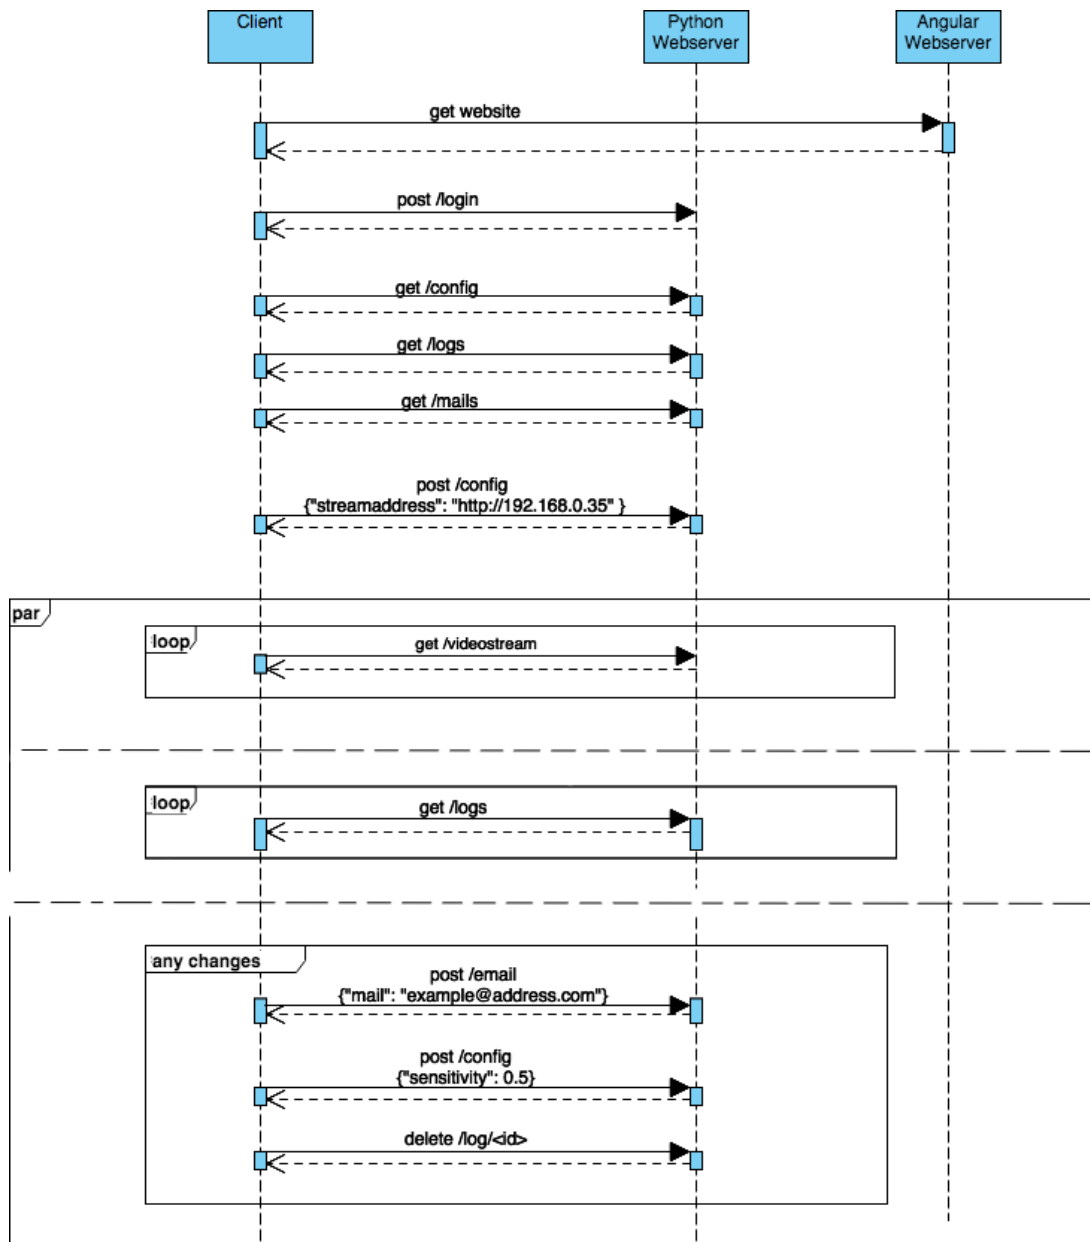 Client
Python
Webserver
Angular
Webserver
get website
post /login
get /config
get /logs
get /mails
post /config
{"streamaddress": "http://192.168.0.35" }
par
loop
get /videostream
loop
get /logs
any changes
post /email
{"mail": "example@address.com"}
post /config
{"sensitivity": 0.5}
delete /log/<id>